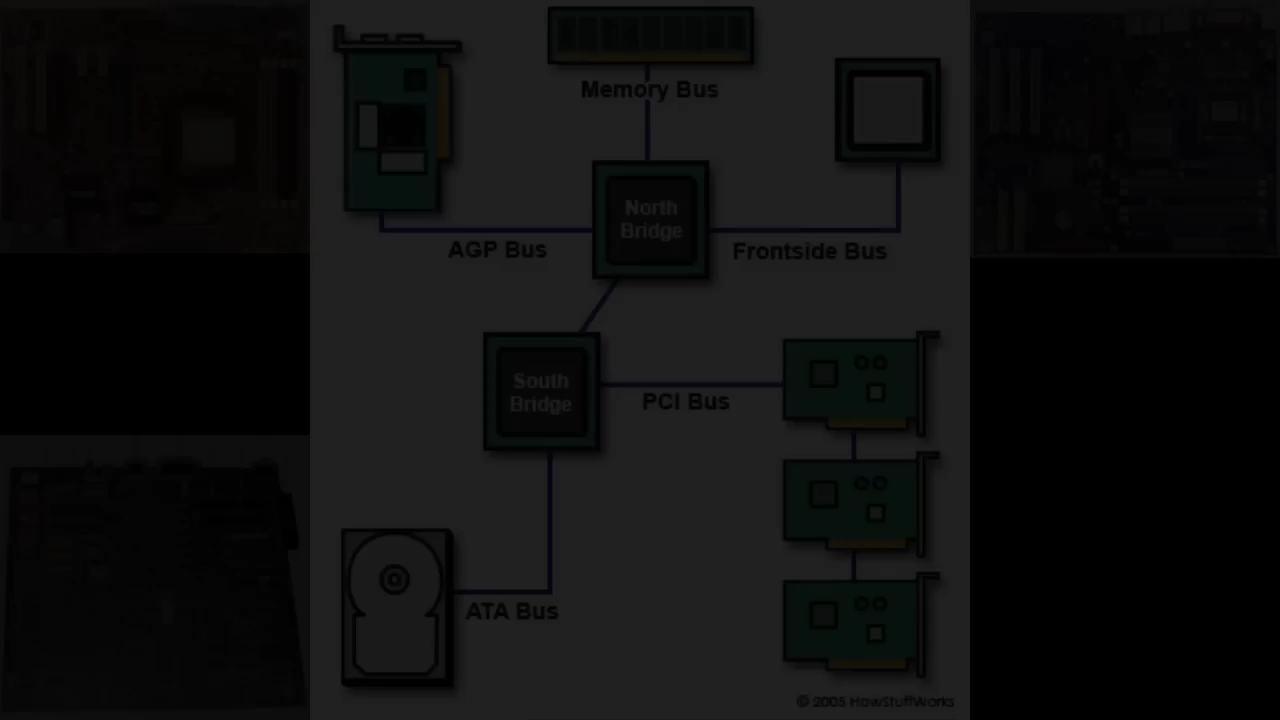 Memory Bus
North
Bridge
AGP Bus
Frontside Bus
South
Bridge
PCI Bus
ATA Bus
© 2005 HowStuffWorks